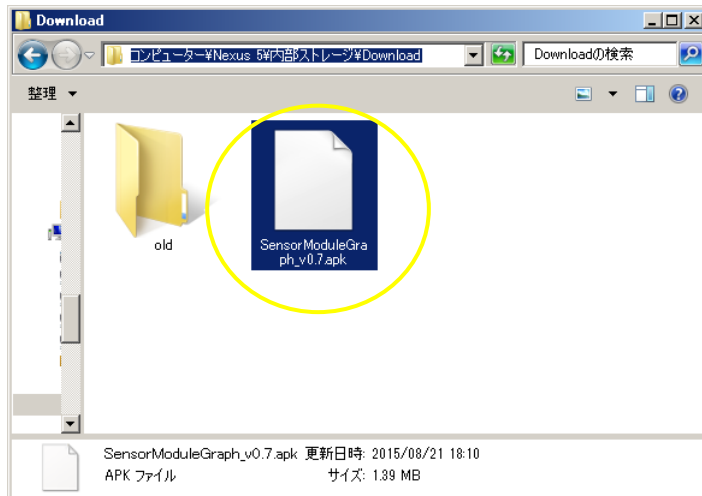 Download
コンピューター¥Nexus 5¥内部ストレージ¥Download
Downloadの検索
整理
old
SensorModuleGra
ph_v0.7.apk
SensorModuleGraph_v0.7.apk 更新日時: 2015/08/21 18:10
APK ファイル サイズ: 1.39 MB